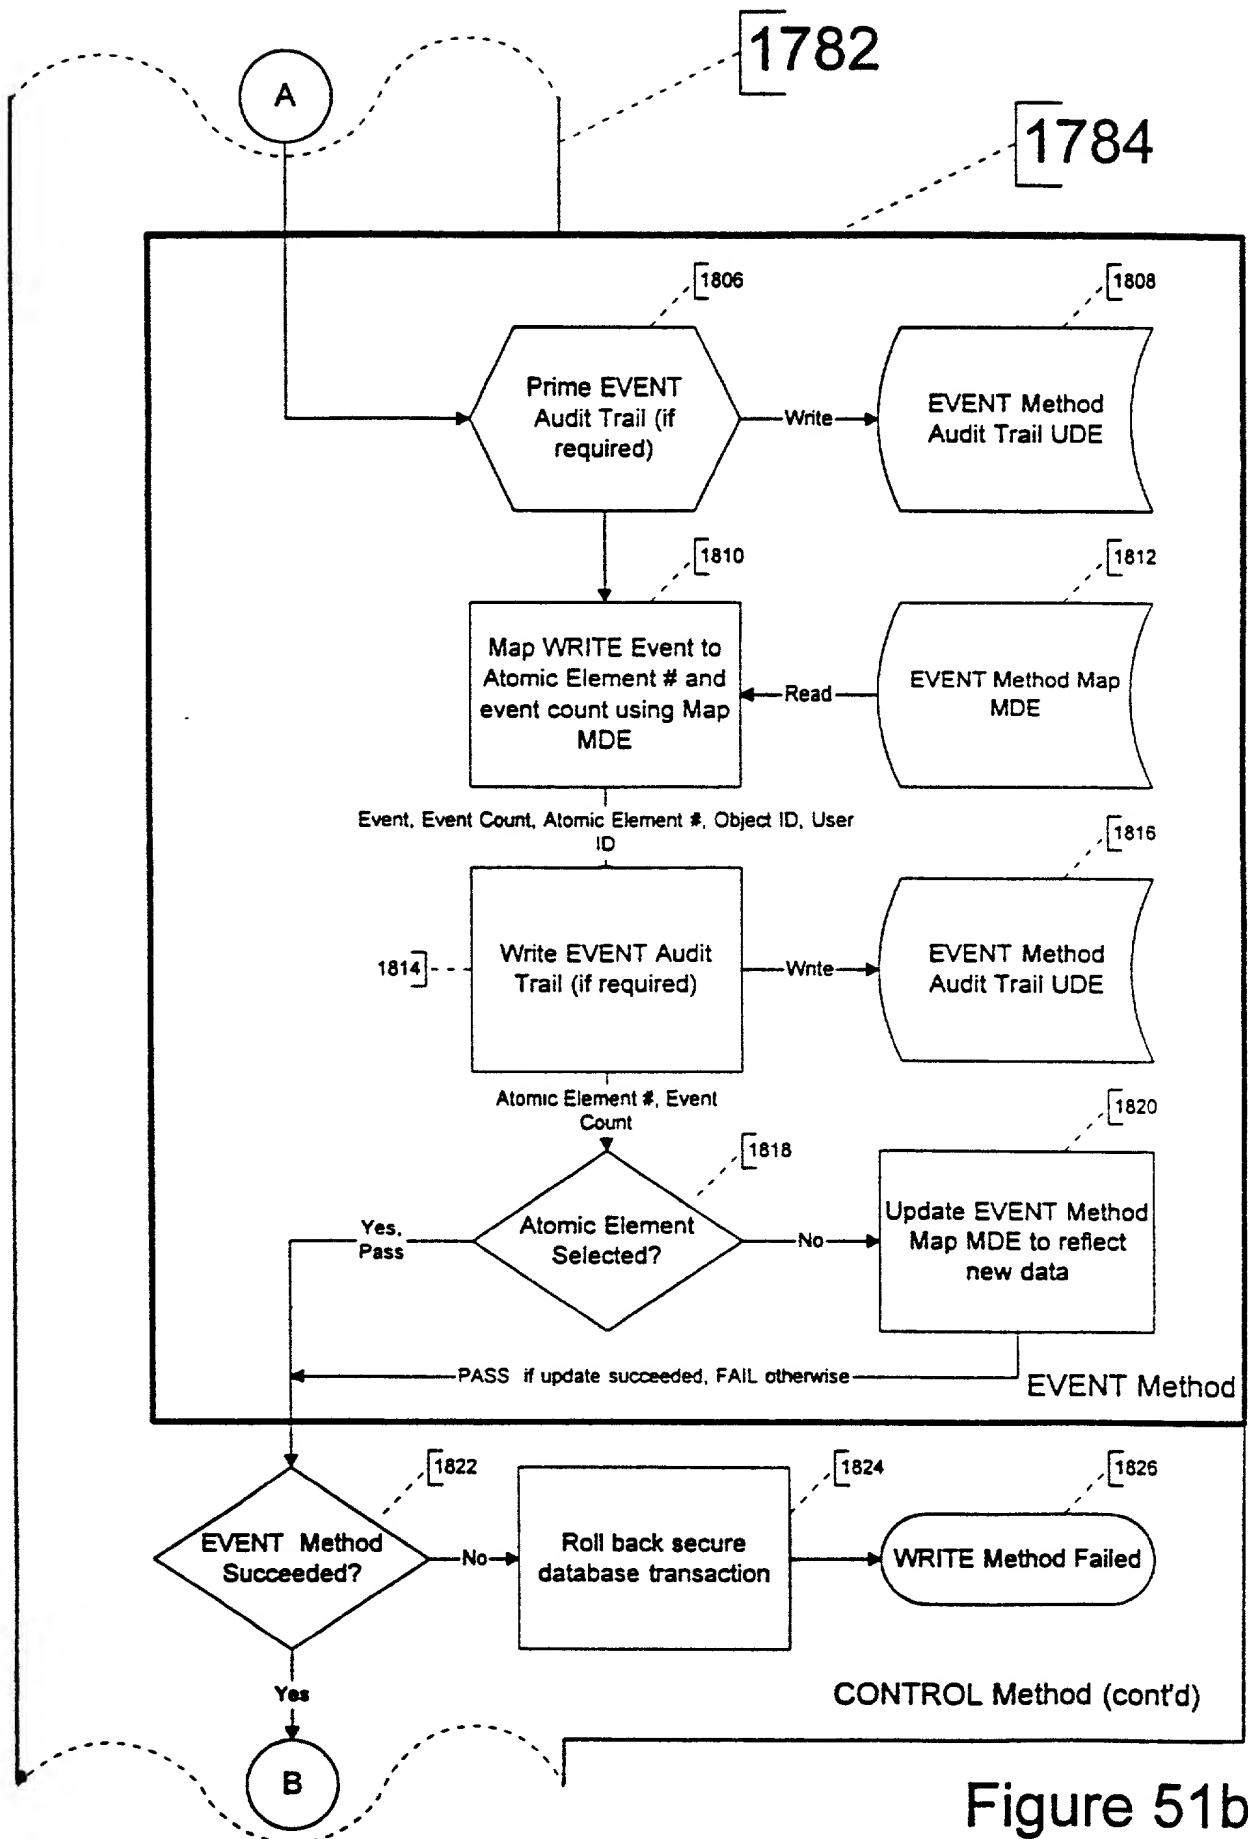 1782
A
1784
1806
1808
Prime EVENT
Audit Trail (if
required)
Write
EVENT Method
Audit Trail UDE
1810
1812
Map WRITE Event to
Atomic Element # and
event count using Map
MDE
Read
EVENT Method Map
MDE
Event, Event Count, Atomic Element #, Object ID, User
ID
1816
1814
Write EVENT Audit
Trail (if required)
Write
EVENT Method
Audit Trail UDE
Atomic Element #, Event
Count
1820
1818
Yes,
Pass
Atomic Element
Selected?
No
Update EVENT Method
Map MDE to reflect
new data
PASS if update succeeded, FAIL otherwise
EVENT Method
1822
1824
1826
EVENT Method
Succeeded?
No
Roll back secure
database transaction
WRITE Method Failed
Yes
CONTROL Method (cont'd)
B
Figure 51b